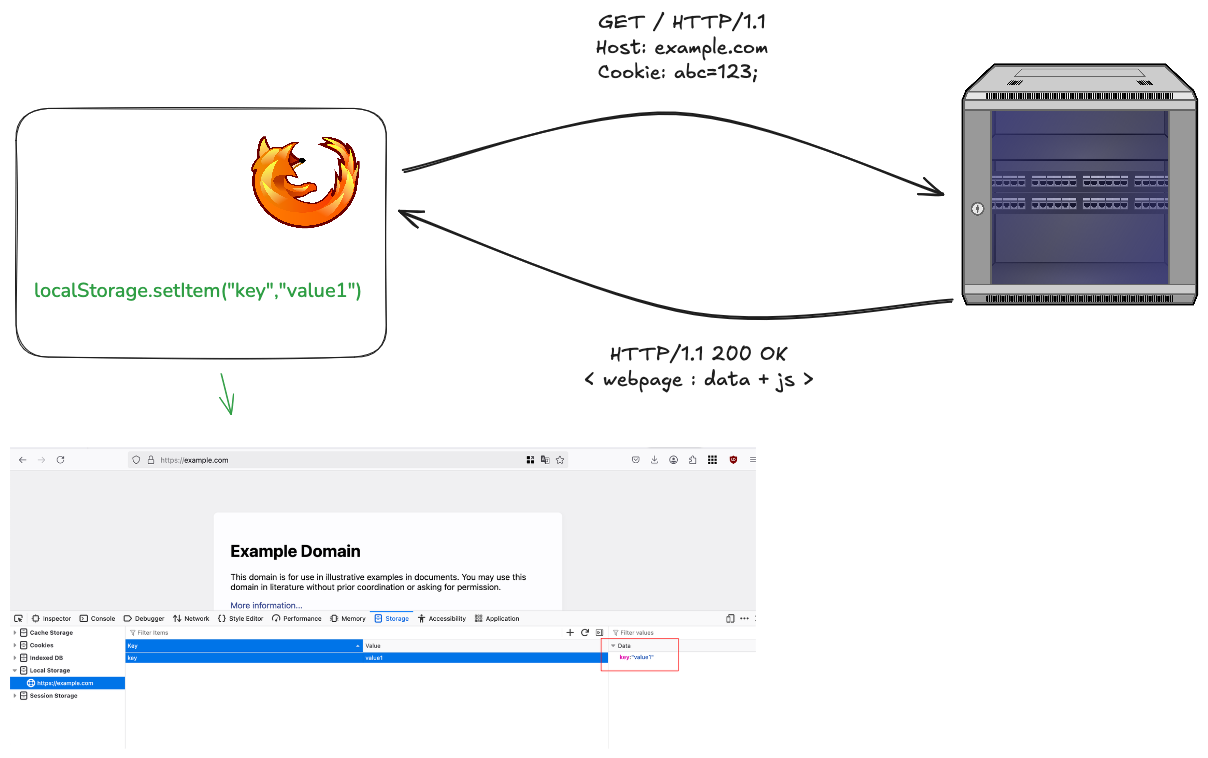 GET / HTTP/1.1
Host: example.com
Cookie: abc=123;
localStorage.setItem("key","value1")
HTTP/1.1 200 OK
< webpage : data + js >
https://example.com
Example Domain
This domain is for use in illustrative examples in documents. You may use this
domain in literature without prior coordination or asking for permission.
More information...
Inspector Console Debugger Network Style Editor Performance Memory Storage Accessibility Application
Cache Storage
Cookies
Indexed DB
Local Storage
https://example.com
Session Storage
Filter Items
Key Value
key value1
Filter values
Data
key:"value1"